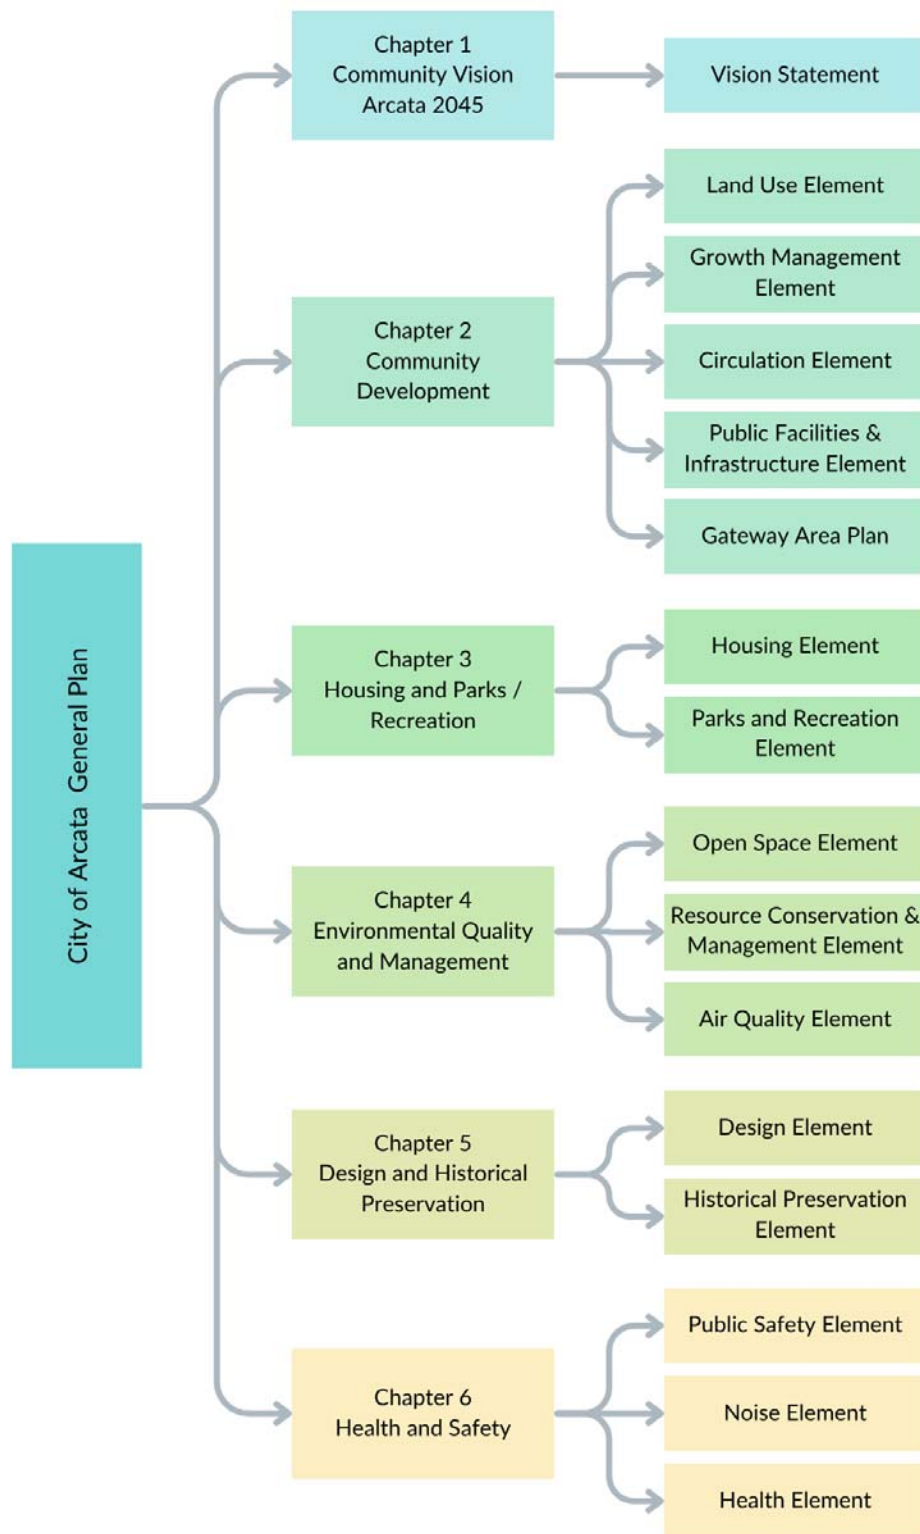 City of Arcata General Plan
Chapter 1
Community Vision
Arcata 2045
Vision Statement
Chapter 2
Community
Development
Land Use Element
Growth Management
Element
Circulation Element
Public Facilities &
Infrastructure Element
Gateway Area Plan
Chapter 3
Housing and Parks /
Recreation
Housing Element
Parks and Recreation
Element
Chapter 4
Environmental Quality
and Management
Open Space Element
Resource Conservation &
Management Element
Air Quality Element
Chapter 5
Design and Historical
Preservation
Design Element
Historical Preservation
Element
Chapter 6
Health and Safety
Public Safety Element
Noise Element
Health Element